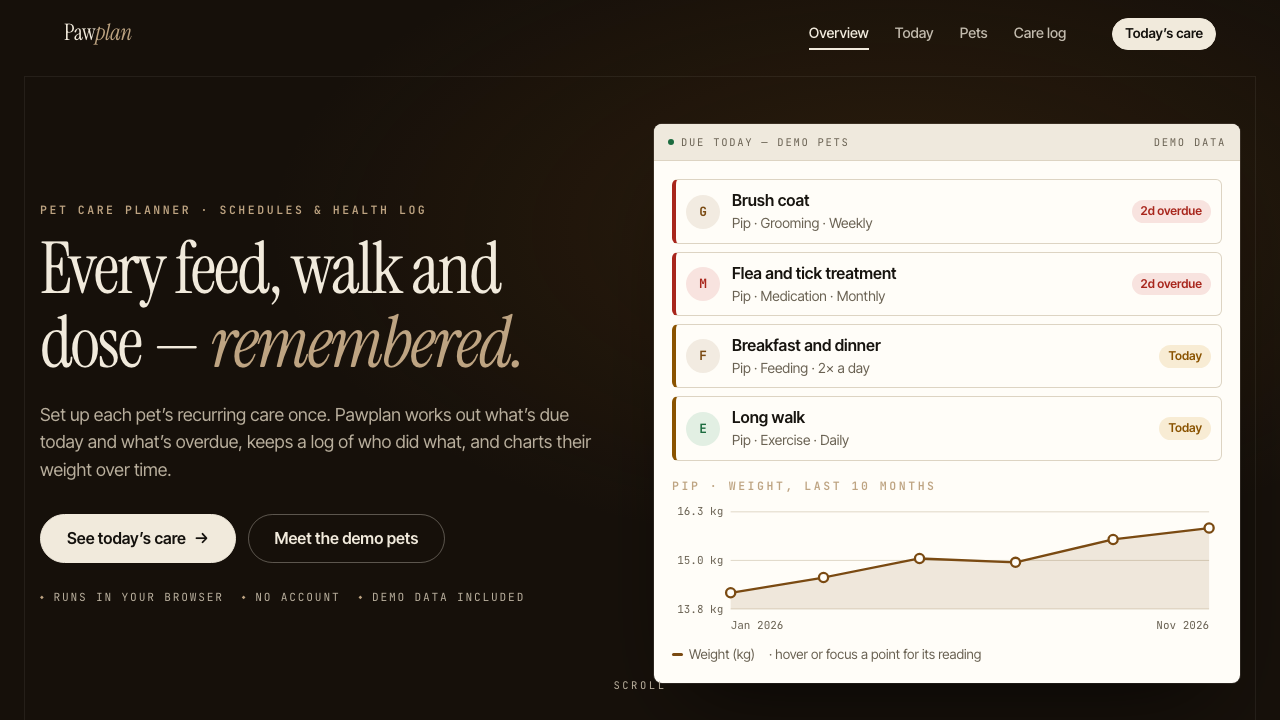 Pawplan
Overview Today Pets Care log Today’s care
PET CARE PLANNER · SCHEDULES & HEALTH LOG
Every feed, walk and
dose — remembered.
Set up each pet’s recurring care once. Pawplan works out what’s due
today and what’s overdue, keeps a log of who did what, and charts their
weight over time.
See today’s care →
Meet the demo pets
RUNS IN YOUR BROWSER
NO ACCOUNT
DEMO DATA INCLUDED
DUE TODAY — DEMO PETS
DEMO DATA
G
Brush coat
Pip · Grooming · Weekly
2d overdue
M
Flea and tick treatment
Pip · Medication · Monthly
2d overdue
F
Breakfast and dinner
Pip · Feeding · 2× a day
Today
E
Long walk
Pip · Exercise · Daily
Today
PIP · WEIGHT, LAST 10 MONTHS
16.3 kg
15.0 kg
13.8 kg
Jan 2026
Nov 2026
Weight (kg) · hover or focus a point for its reading
SCROLL